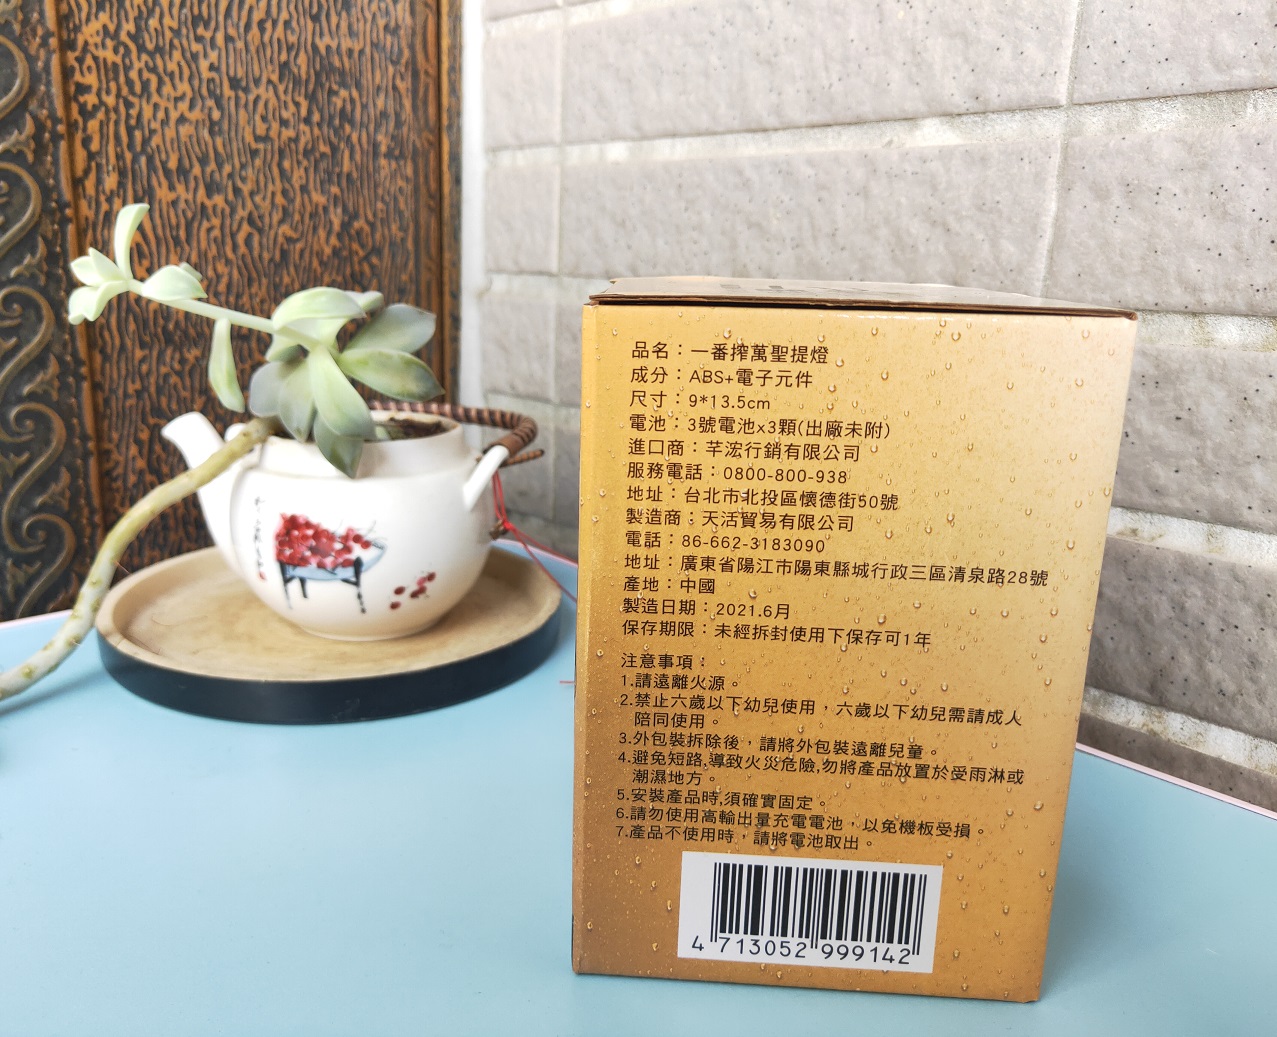 品名：一番搾萬聖提燈
成分：ABS+電子元件
尺寸：9*13.5cm
電池：3號電池x3顆(出廠未附)
進口商：芊浤行銷有限公司
服務電話：0800-800-938
地址：台北市北投區懷德街50號
製造商：天活貿易有限公司
電話：86-662-3183090
地址：廣東省陽江市陽東縣城行政三區清泉路28號
產地：中國
製造日期：2021.6月
保存期限：未經拆封使用下保存可1年
注意事項：
1.請遠離火源。
2.禁止六歲以下幼兒使用，六歲以下幼兒需請成人
陪同使用。
3.外包裝拆除後，請將外包裝遠離兒童。
4.避免短路,導致火災危險,勿將產品放置於受雨淋或
潮濕地方。
5.安裝產品時,須確實固定。
6.請勿使用高輸出量充電電池，以免機板受損。
7.產品不使用時，請將電池取出。
4 713052 999142